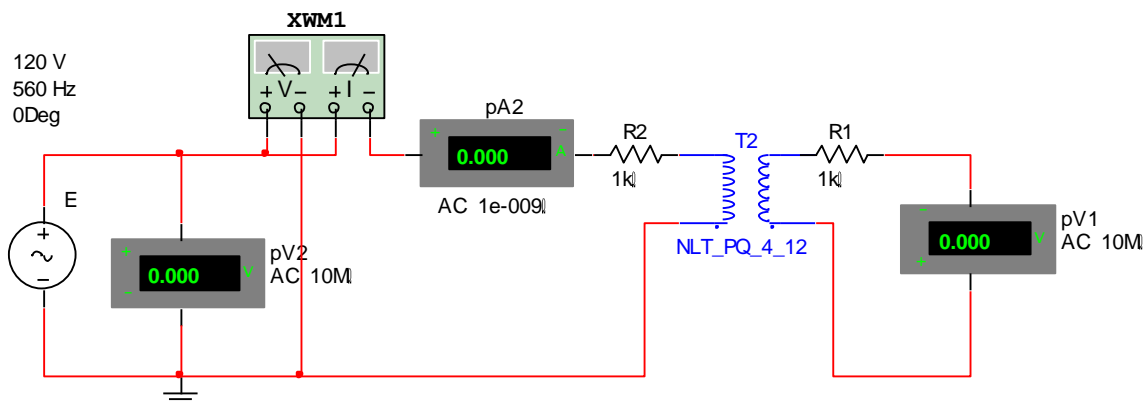 XWM1
120 V
560 Hz
0Deg
+ V − + I −
pA2
+ 0.000 − A
R2
1k
T2
R1
1k
AC 1e-009
E
+ −
+ 0.000 V −
pV2
AC 10M
NLT_PQ_4_12
− 0.000 V +
pV1
AC 10M